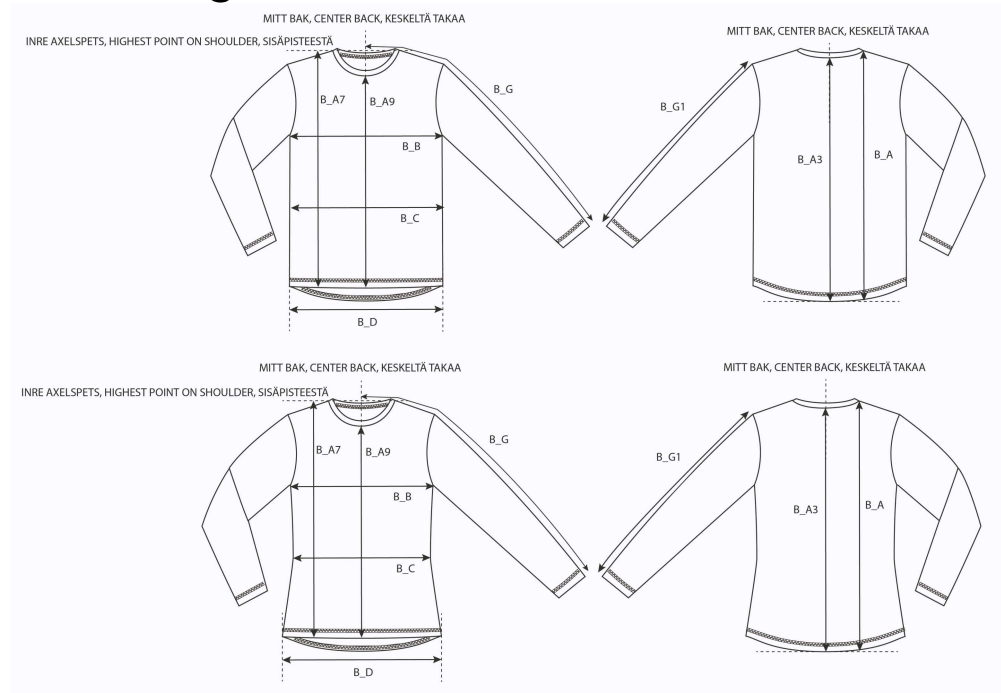 MITT BAK, CENTER BACK, KESKELTÄ TAKAA
MITT BAK, CENTER BACK, KESKELTÄ TAKAA
INRE AXELSPETS, HIGHEST POINT ON SHOULDER, SISÄPISTEESTÄ
B_A7
B_A9
B_G
B_B
B_C
B_D
B_G1
B_A3
B_A
MITT BAK, CENTER BACK, KESKELTÄ TAKAA
MITT BAK, CENTER BACK, KESKELTÄ TAKAA
INRE AXELSPETS, HIGHEST POINT ON SHOULDER, SISÄPISTEESTÄ
B_A7
B_A9
B_G
B_B
B_C
B_D
B_G1
B_A3
B_A